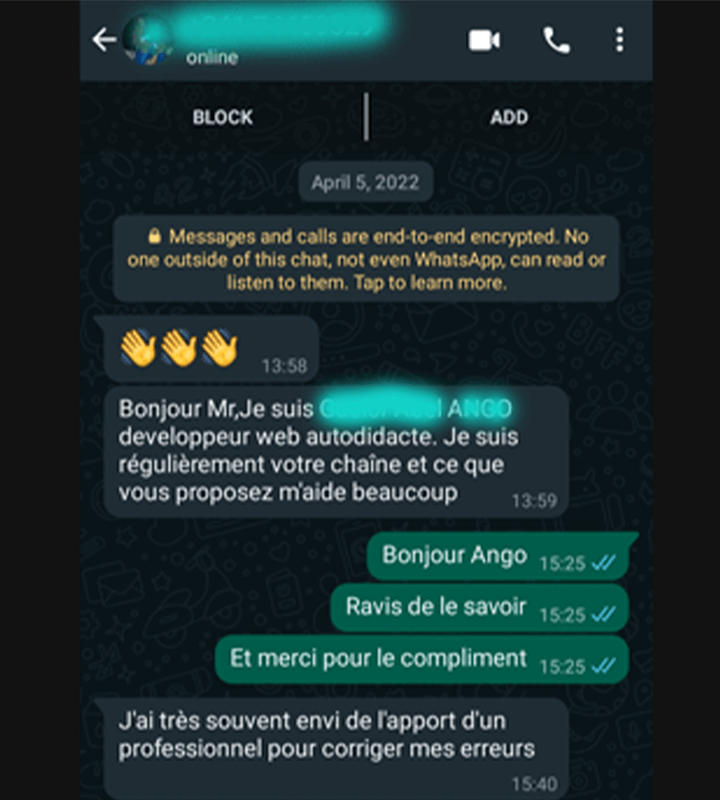 online
BLOCK
ADD
April 5, 2022
Messages and calls are end-to-end encrypted. No
one outside of this chat, not even WhatsApp, can read or
listen to them. Tap to learn more.
13:58
Bonjour Mr,Je suis ANGO
developpeur web autodidacte. Je suis
régulièrement votre chaîne et ce que
vous proposez m'aide beaucoup
13:59
Bonjour Ango 15:25
Ravis de le savoir 15:25
Et merci pour le compliment 15:25
J'ai très souvent envi de l'apport d'un
professionnel pour corriger mes erreurs
15:40